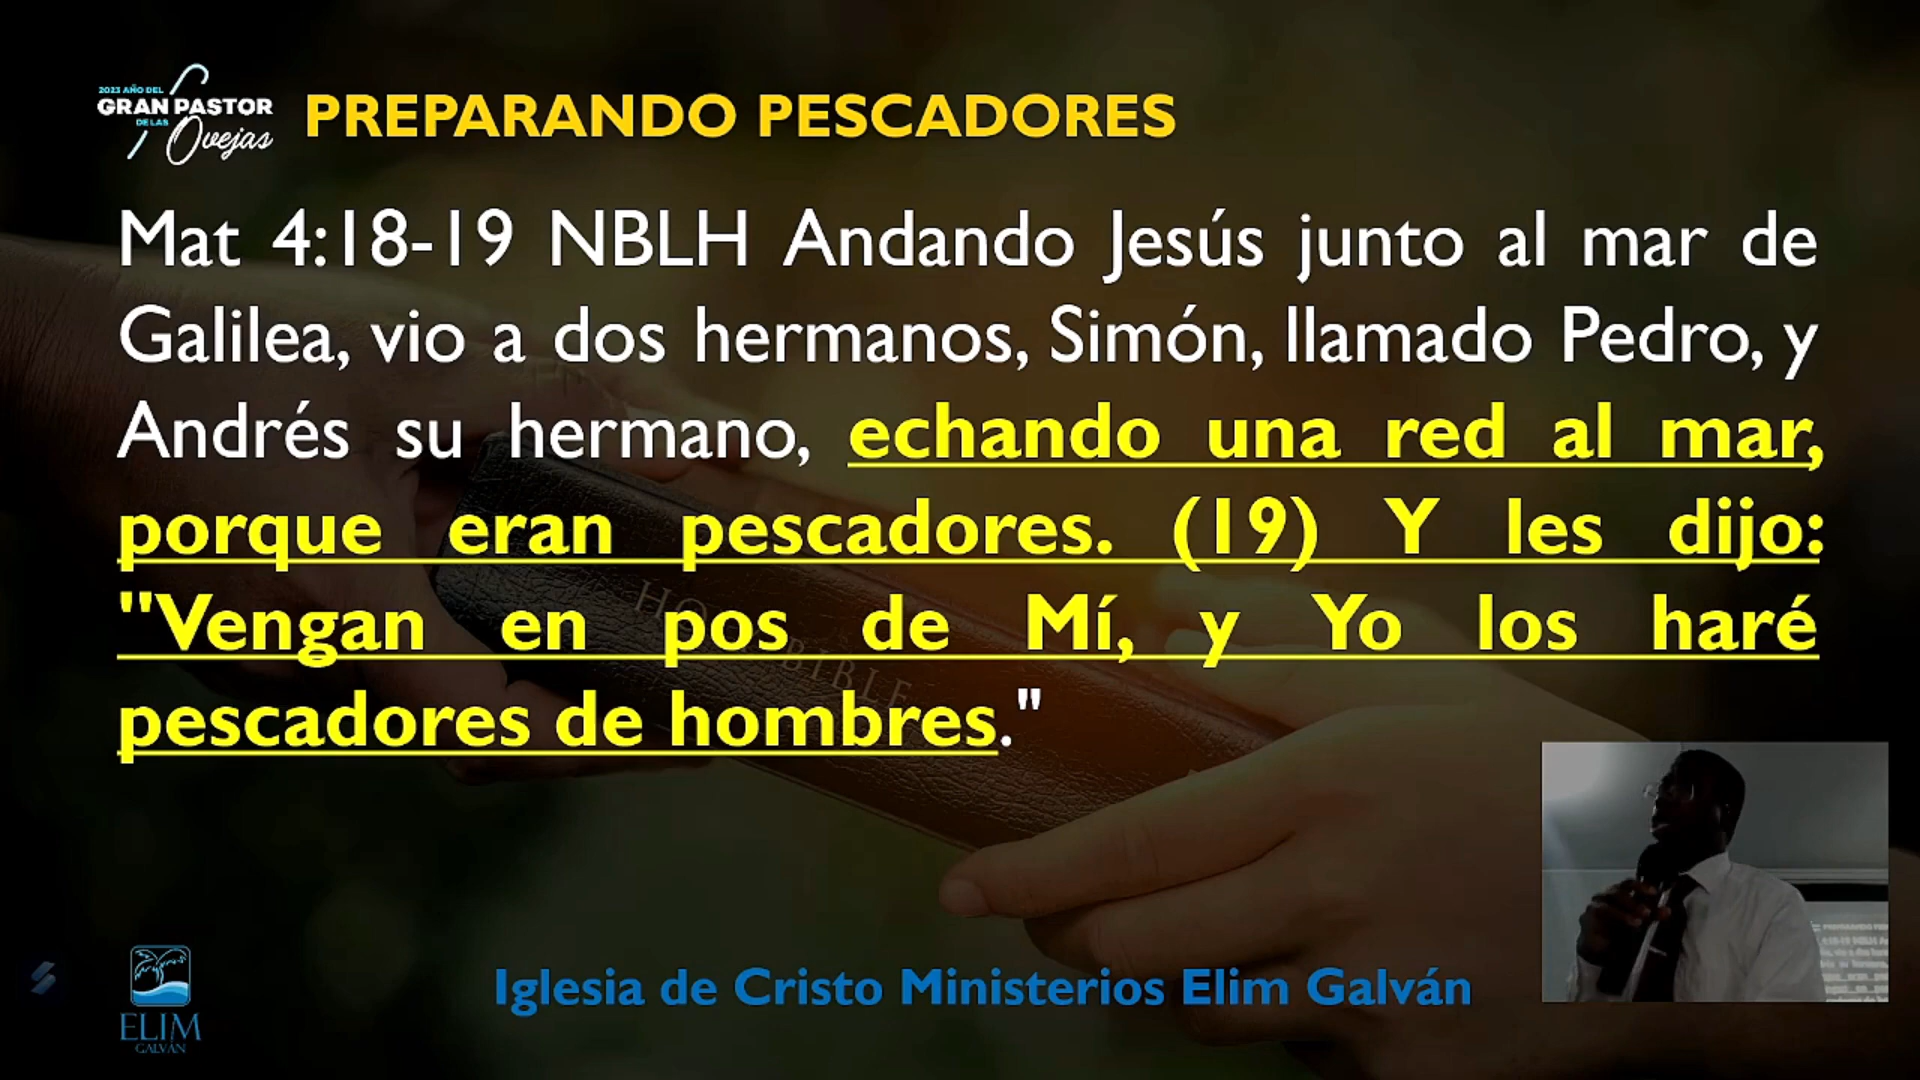 2023 AÑO DEL
GRAN PASTOR
DE LAS
Ovejas
PREPARANDO PESCADORES
Mat 4:18-19 NBLH Andando Jesús junto al mar de
Galilea, vio a dos hermanos, Simón, llamado Pedro, y
Andrés su hermano, echando una red al mar,
porque eran pescadores. (19) Y les dijo:
"Vengan en pos de Mí, y Yo los haré
pescadores de hombres."
HOLY BIBLE
ELIM
GALVÁN
Iglesia de Cristo Ministerios Elim Galván